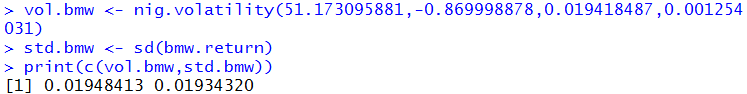 > vol.bmw <- nig.volatility(51.173095881,-0.869998878,0.019418487,0.001254
031)
> std.bmw <- sd(bmw.return)
> print(c(vol.bmw,std.bmw))
[1] 0.01948413 0.01934320